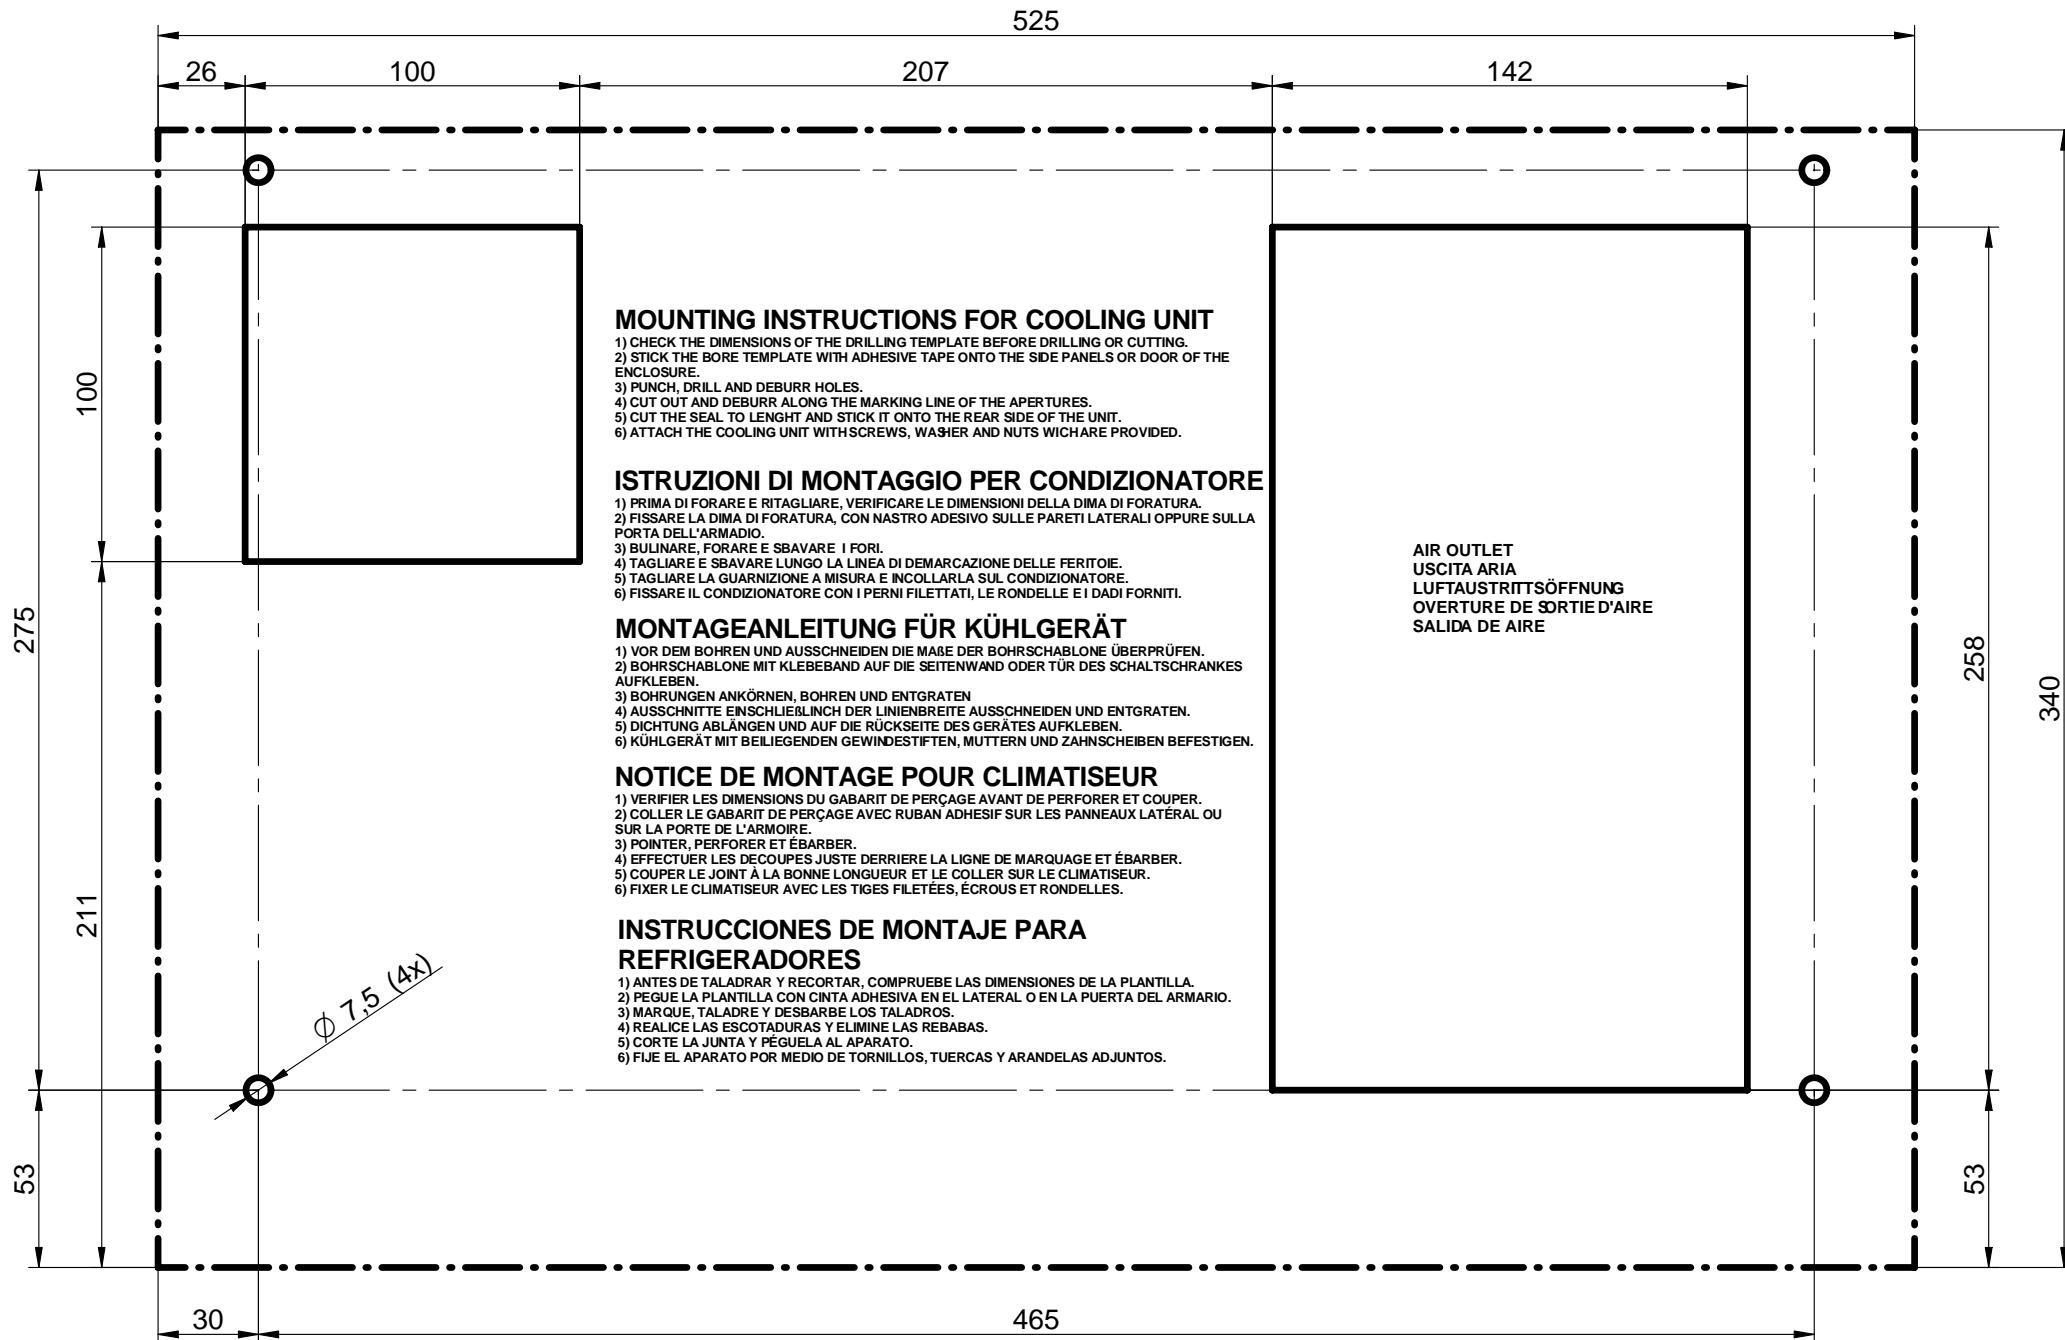 525
26
100
207
142
MOUNTING INSTRUCTIONS FOR COOLING UNIT
1) CHECK THE DIMENSIONS OF THE DRILLING TEMPLATE BEFORE DRILLING OR CUTTING.
2) STICK THE BORE TEMPLATE WITH ADHESIVE TAPE ONTO THE SIDE PANELS OR DOOR OF THE
ENCLOSURE.
3) PUNCH, DRILL AND DEBURR HOLES.
4) CUT OUT AND DEBURR ALONG THE MARKING LINE OF THE APERTURES.
5) CUT THE SEAL TO LENGHT AND STICK IT ONTO THE REAR SIDE OF THE UNIT.
6) ATTACH THE COOLING UNIT WITH SCREWS, WASHER AND NUTS WICH ARE PROVIDED.
ISTRUZIONI DI MONTAGGIO PER CONDIZIONATORE
1) PRIMA DI FORARE E RITAGLIARE, VERIFICARE LE DIMENSIONI DELLA DIMA DI FORATURA.
2) FISSARE LA DIMA DI FORATURA, CON NASTRO ADESIVO SULLE PARETI LATERALI OPPURE SULLA
PORTA DELL'ARMADIO.
3) BULINARE, FORARE E SBAVARE I FORI.
4) TAGLIARE E SBAVARE LUNGO LA LINEA DI DEMARCAZIONE DELLE FERITOIE.
5) TAGLIARE LA GUARNIZIONE A MISURA E INCOLLARLA SUL CONDIZIONATORE.
6) FISSARE IL CONDIZIONATORE CON I PERNI FILETTATI, LE RONDELLE E I DADI FORNITI.
MONTAGEANLEITUNG FÜR KÜHLGERÄT
1) VOR DEM BOHREN UND AUSSCHNEIDEN DIE MAßE DER BOHRSCHABLONE ÜBERPRÜFEN.
2) BOHRSCHABLONE MIT KLEBEBAND AUF DIE SEITENWAND ODER TÜR DES SCHALTSCHRANKES
AUFKLEBEN.
3) BOHRUNGEN ANKÖRNEN, BOHREN UND ENTGRATEN
4) AUSSCHNITTE EINSCHLIEßLINCH DER LINIENBREITE AUSSCHNEIDEN UND ENTGRATEN.
5) DICHTUNG ABLÄNGEN UND AUF DIE RÜCKSEITE DES GERÄTES AUFKLEBEN.
6) KÜHLGERÄT MIT BEILIEGENDEN GEWINDESTIFTEN, MUTTERN UND ZAHNSCHEIBEN BEFESTIGEN.
NOTICE DE MONTAGE POUR CLIMATISEUR
1) VERIFIER LES DIMENSIONS DU GABARIT DE PERÇAGE AVANT DE PERFORER ET COUPER.
2) COLLER LE GABARIT DE PERÇAGE AVEC RUBAN ADHESIF SUR LES PANNEAUX LATÉRAL OU
SUR LA PORTE DE L'ARMOIRE.
3) POINTER, PERFORER ET ÉBARBER.
4) EFFECTUER LES DECOUPES JUSTE DERRIERE LA LIGNE DE MARQUAGE ET ÉBARBER.
5) COUPER LE JOINT À LA BONNE LONGUEUR ET LE COLLER SUR LE CLIMATISEUR.
6) FIXER LE CLIMATISEUR AVEC LES TIGES FILETÉES, ÉCROUS ET RONDELLES.
INSTRUCCIONES DE MONTAJE PARA
REFRIGERADORES
1) ANTES DE TALADRAR Y RECORTAR, COMPRUEBE LAS DIMENSIONES DE LA PLANTILLA.
2) PEGUE LA PLANTILLA CON CINTA ADHESIVA EN EL LATERAL O EN LA PUERTA DEL ARMARIO.
3) MARQUE, TALADRE Y DESBARBE LOS TALADROS.
4) REALICE LAS ESCOTADURAS Y ELIMINE LAS REBABAS.
5) CORTE LA JUNTA Y PÉGUELA AL APARATO.
6) FIJE EL APARATO POR MEDIO DE TORNILLOS, TUERCAS Y ARANDELAS ADJUNTOS.
AIR OUTLET
USCITA ARIA
LUFTAUSTRITTSÖFFNUNG
OVERTURE DE SORTIE D'AIRE
SALIDA DE AIRE
100
275
211
53
∅ 7,5 (4x)
258
340
53
30
465